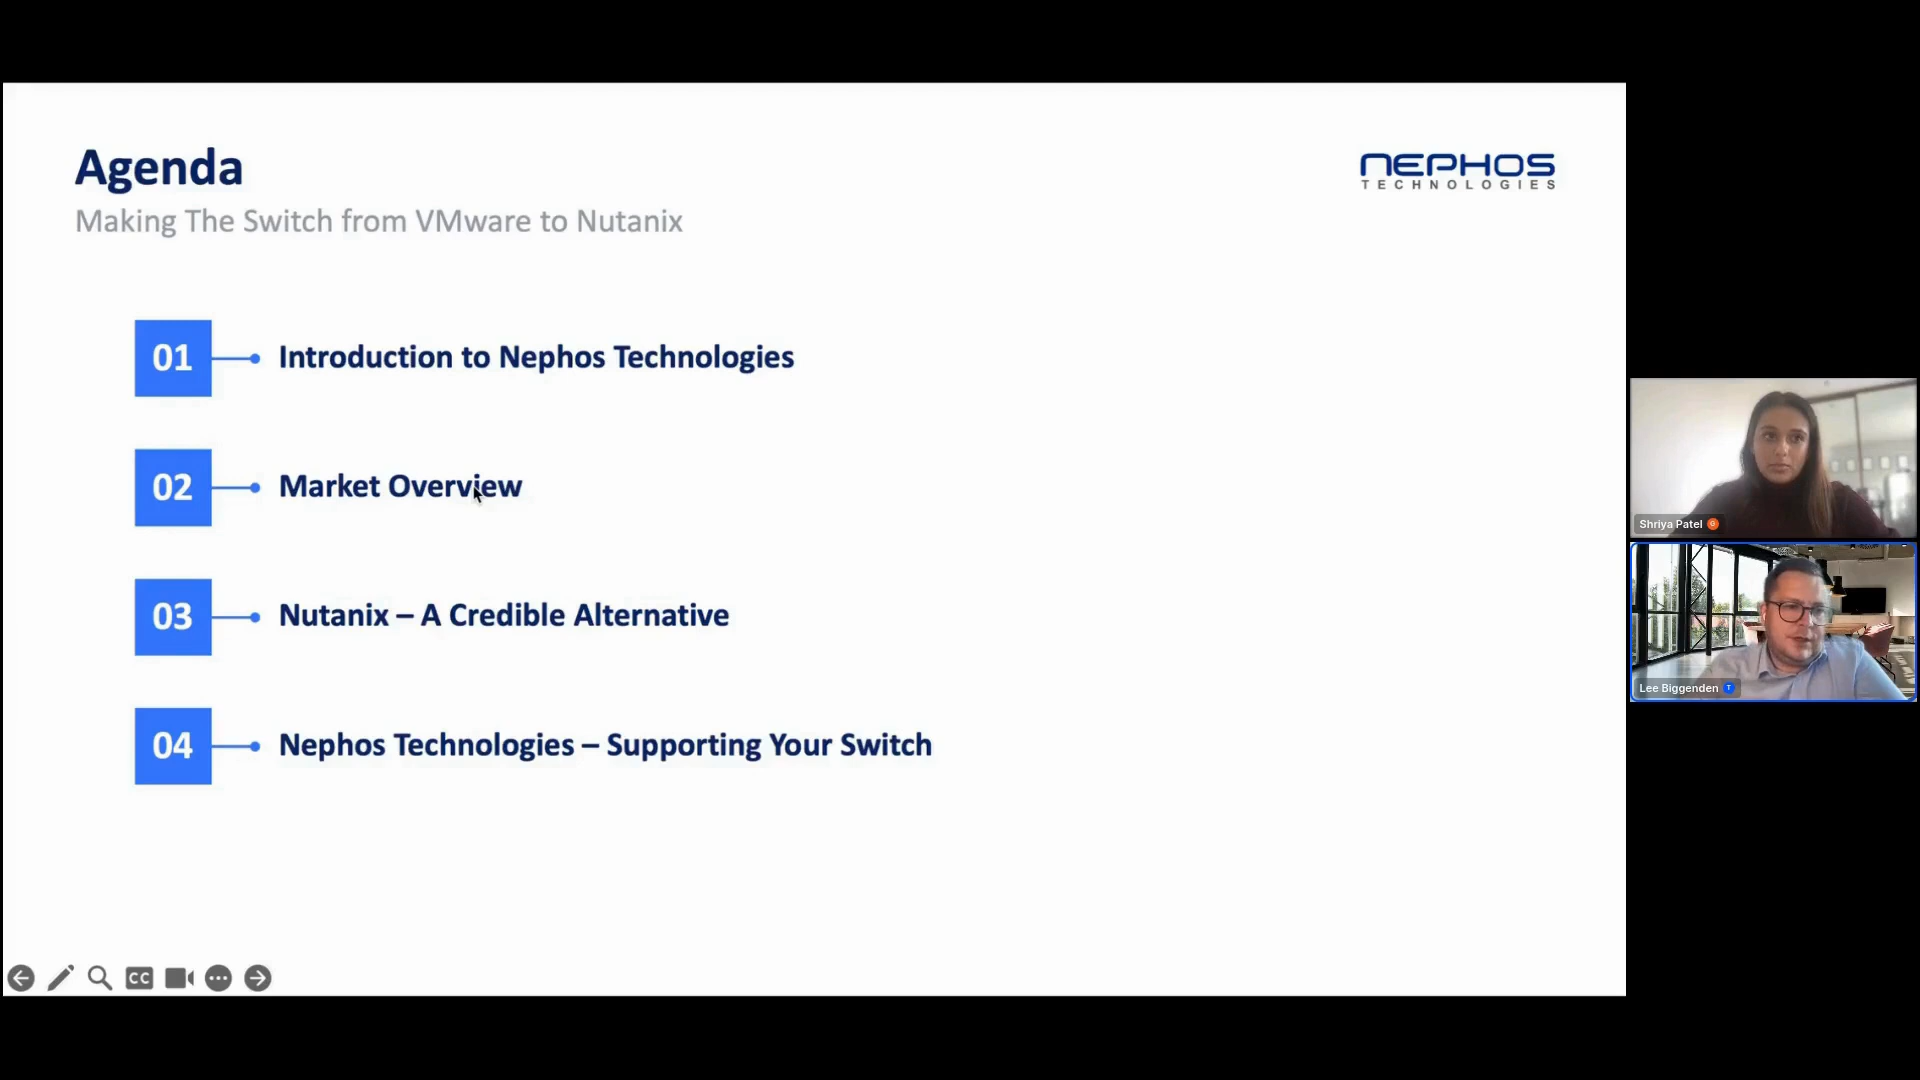 Agenda
Making The Switch from VMware to Nutanix
NEPHOS
TECHNOLOGIES
01
Introduction to Nephos Technologies
02
Market Overview
03
Nutanix – A Credible Alternative
04
Nephos Technologies – Supporting Your Switch
CC
Shriya Patel G
Lee Biggenden T